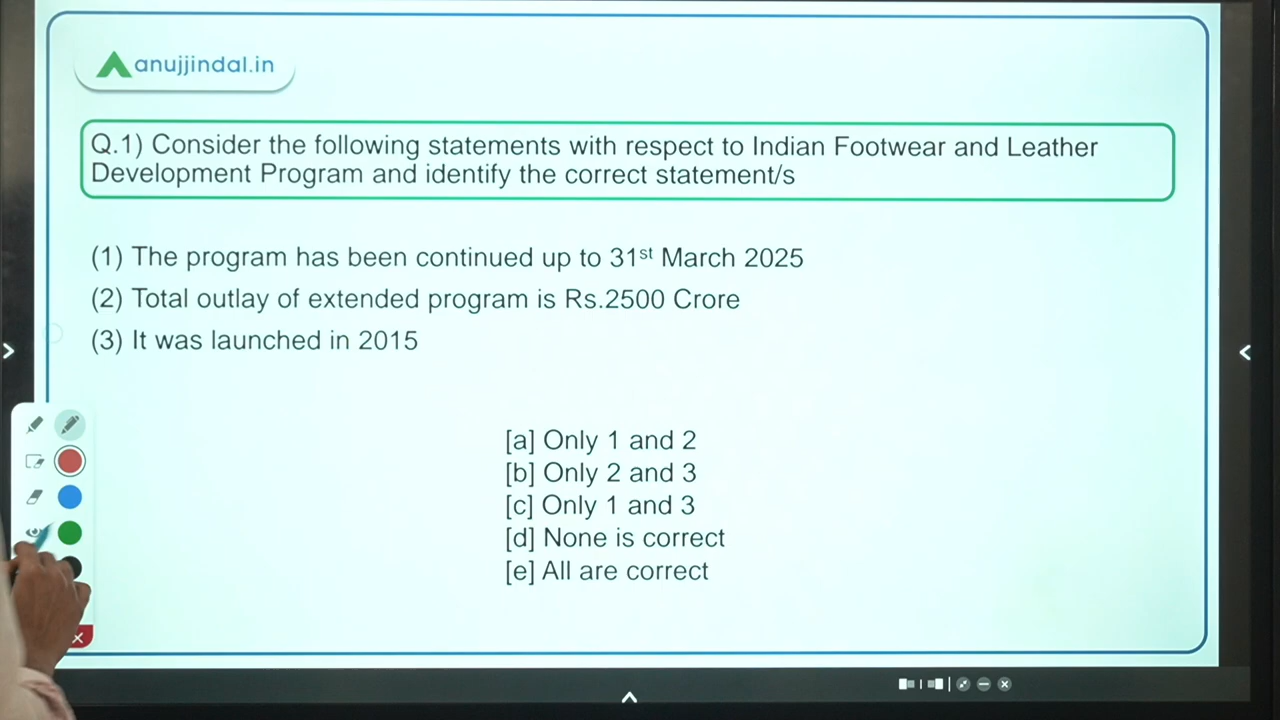 anujjindal.in
Q.1) Consider the following statements with respect to Indian Footwear and Leather
Development Program and identify the correct statement/s
(1) The program has been continued up to 31st March 2025
(2) Total outlay of extended program is Rs.2500 Crore
(3) It was launched in 2015
[a] Only 1 and 2
[b] Only 2 and 3
[c] Only 1 and 3
[d] None is correct
[e] All are correct